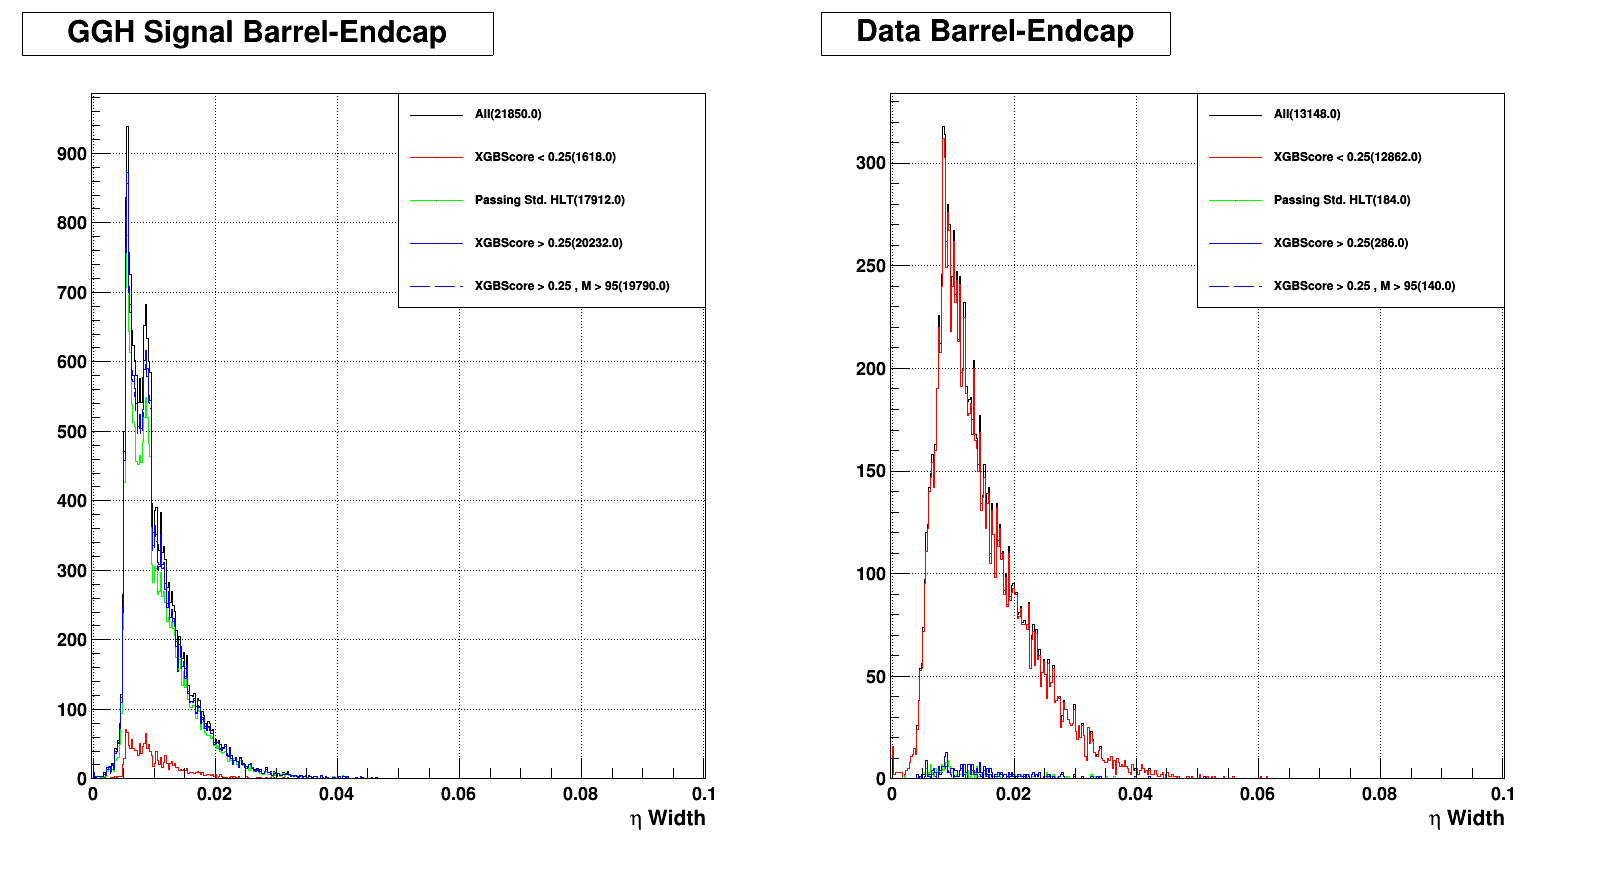 GGH Signal Barrel-Endcap
All(21850.0)
XGBScore < 0.25(1618.0)
Passing Std. HLT(17912.0)
XGBScore > 0.25(20232.0)
XGBScore > 0.25 , M > 95(19790.0)
900
800
700
600
500
400
300
200
100
0
0 0.02 0.04 0.06 0.08 0.1
η Width
Data Barrel-Endcap
All(13148.0)
XGBScore < 0.25(12862.0)
Passing Std. HLT(184.0)
XGBScore > 0.25(286.0)
XGBScore > 0.25 , M > 95(140.0)
300
250
200
150
100
50
0
0 0.02 0.04 0.06 0.08 0.1
η Width